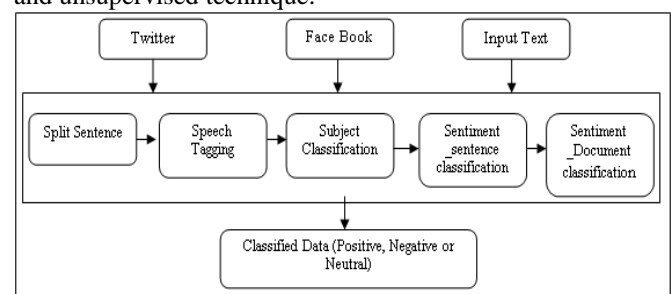 and unsupervised technique.
Twitter
Face Book
Input Text
Split Sentence
Speech
Tagging
Subject
Classification
Sentiment
_sentence
classification
Sentiment
_Document
classification
Classified Data (Positive, Negative or
Neutral)